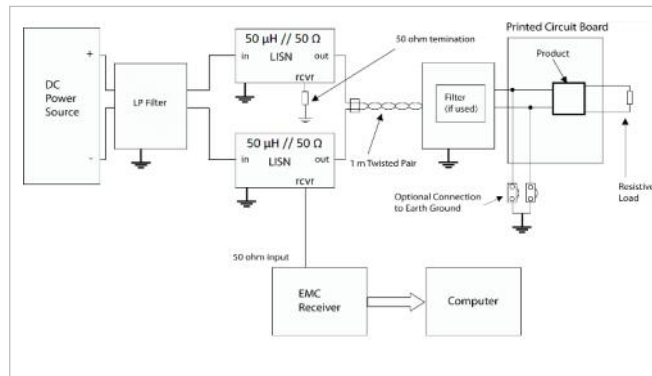 Printed Circuit Board
50 µH // 50 Ω
LISN
in
out
rcvr
50 ohm temination
Product
+
DC
Power
Source
-
LP Filter
Filter
(if used)
50 µH // 50 Ω
LISN
in
out
rcvr
1 m Twisted Pair
Optional Connection
to Earth Ground
Resistive
Load
50 ohm input
EMC
Receiver
Computer